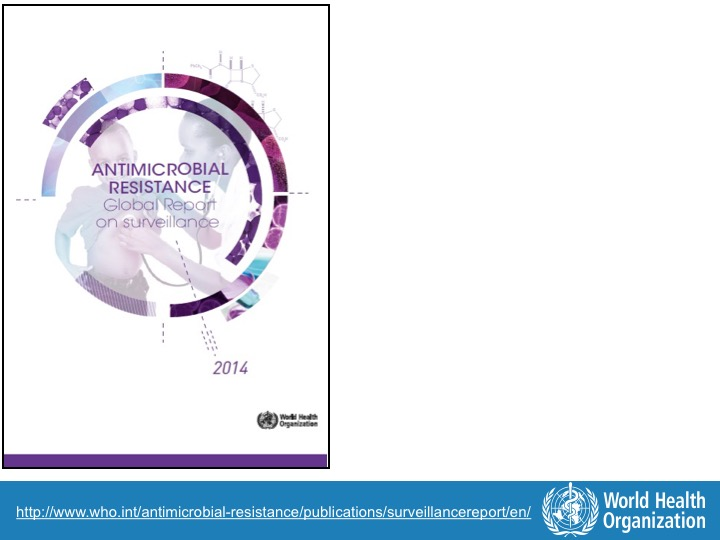 ANTIMICROBIAL
RESISTANCE
Global Report
on surveillance
2014
World Health
Organization
http://www.who.int/antimicrobial-resistance/publications/surveillancereport/en/
World Health
Organization